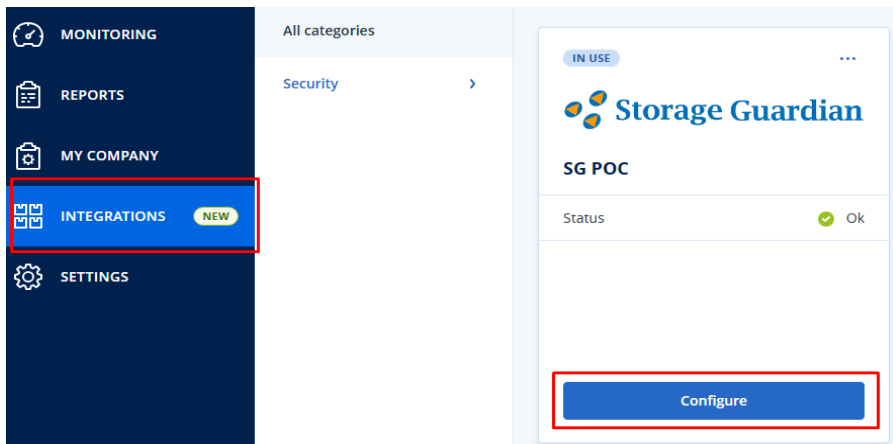 MONITORING
REPORTS
MY COMPANY
INTEGRATIONS NEW
SETTINGS
All categories
Security
IN USE
Storage Guardian
SG POC
Status Ok
Configure